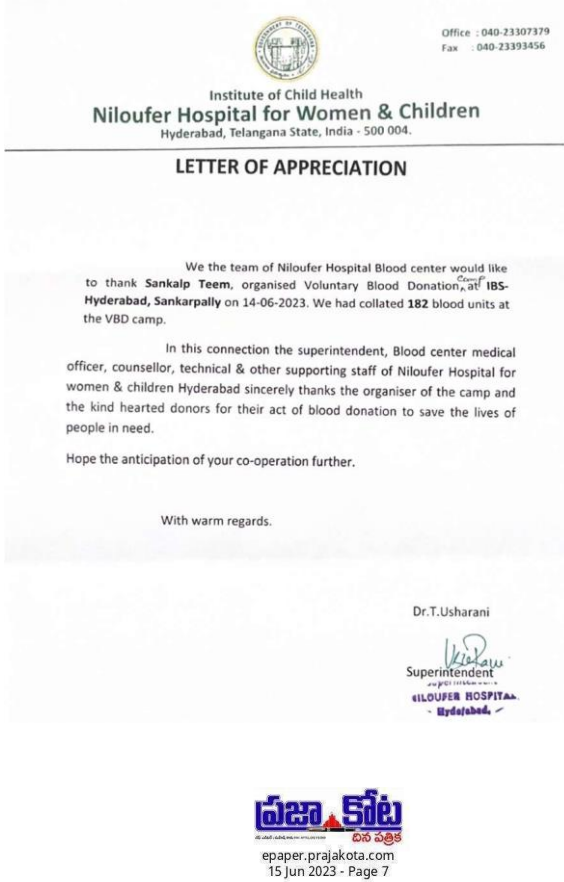 Office : 040-23307379
Fax : 040-23393456
Institute of Child Health
Niloufer Hospital for Women & Children
Hyderabad, Telangana State, India - 500 004.
LETTER OF APPRECIATION
We the team of Niloufer Hospital Blood center would like
to thank Sankalp Teem, organised Voluntary Blood Donation camp at IBS-
Hyderabad, Sankarpally on 14-06-2023. We had collated 182 blood units at
the VBD camp.
In this connection the superintendent, Blood center medical
officer, counsellor, technical & other supporting staff of Niloufer Hospital for
women & children Hyderabad sincerely thanks the organiser of the camp and
the kind hearted donors for their act of blood donation to save the lives of
people in need.
Hope the anticipation of your co-operation further.
With warm regards.
Dr.T.Usharani
Superintendent
NILOUFER HOSPITAL
Hyderabad.
ప్రజా కోట
దిన పత్రిక
epaper.prajakota.com
15 Jun 2023 - Page 7